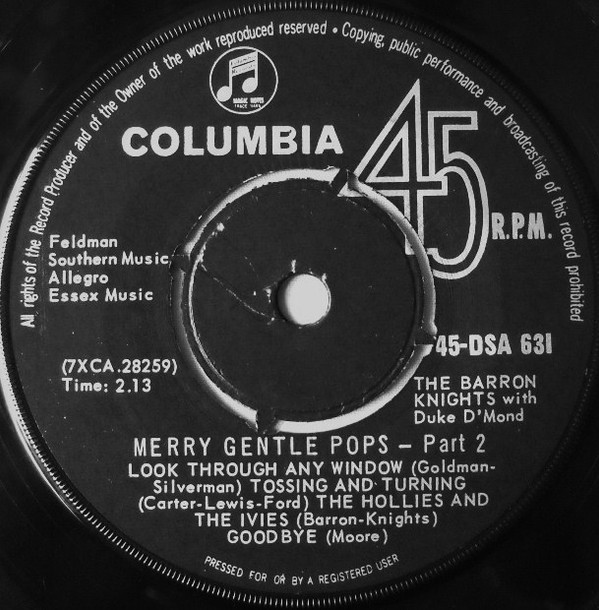 All rights of the Record Producer and of the Owner of the work reproduced reserved • Copying, public performance and broadcasting of this record prohibited
MAGIC NOTES
TRADE MARK
COLUMBIA
45 R.P.M.
Feldman
Southern Music
Allegro
Essex Music
45-DSA 631
(7XCA.28259)
Time: 2.13
THE BARRON
KNIGHTS with
Duke D'Mond
MERRY GENTLE POPS – Part 2
LOOK THROUGH ANY WINDOW (Goldman-
Silverman) TOSSING AND TURNING
(Carter-Lewis-Ford) THE HOLLIES AND
THE IVIES (Barron-Knights)
GOODBYE (Moore)
PRESSED FOR OR BY A REGISTERED USER